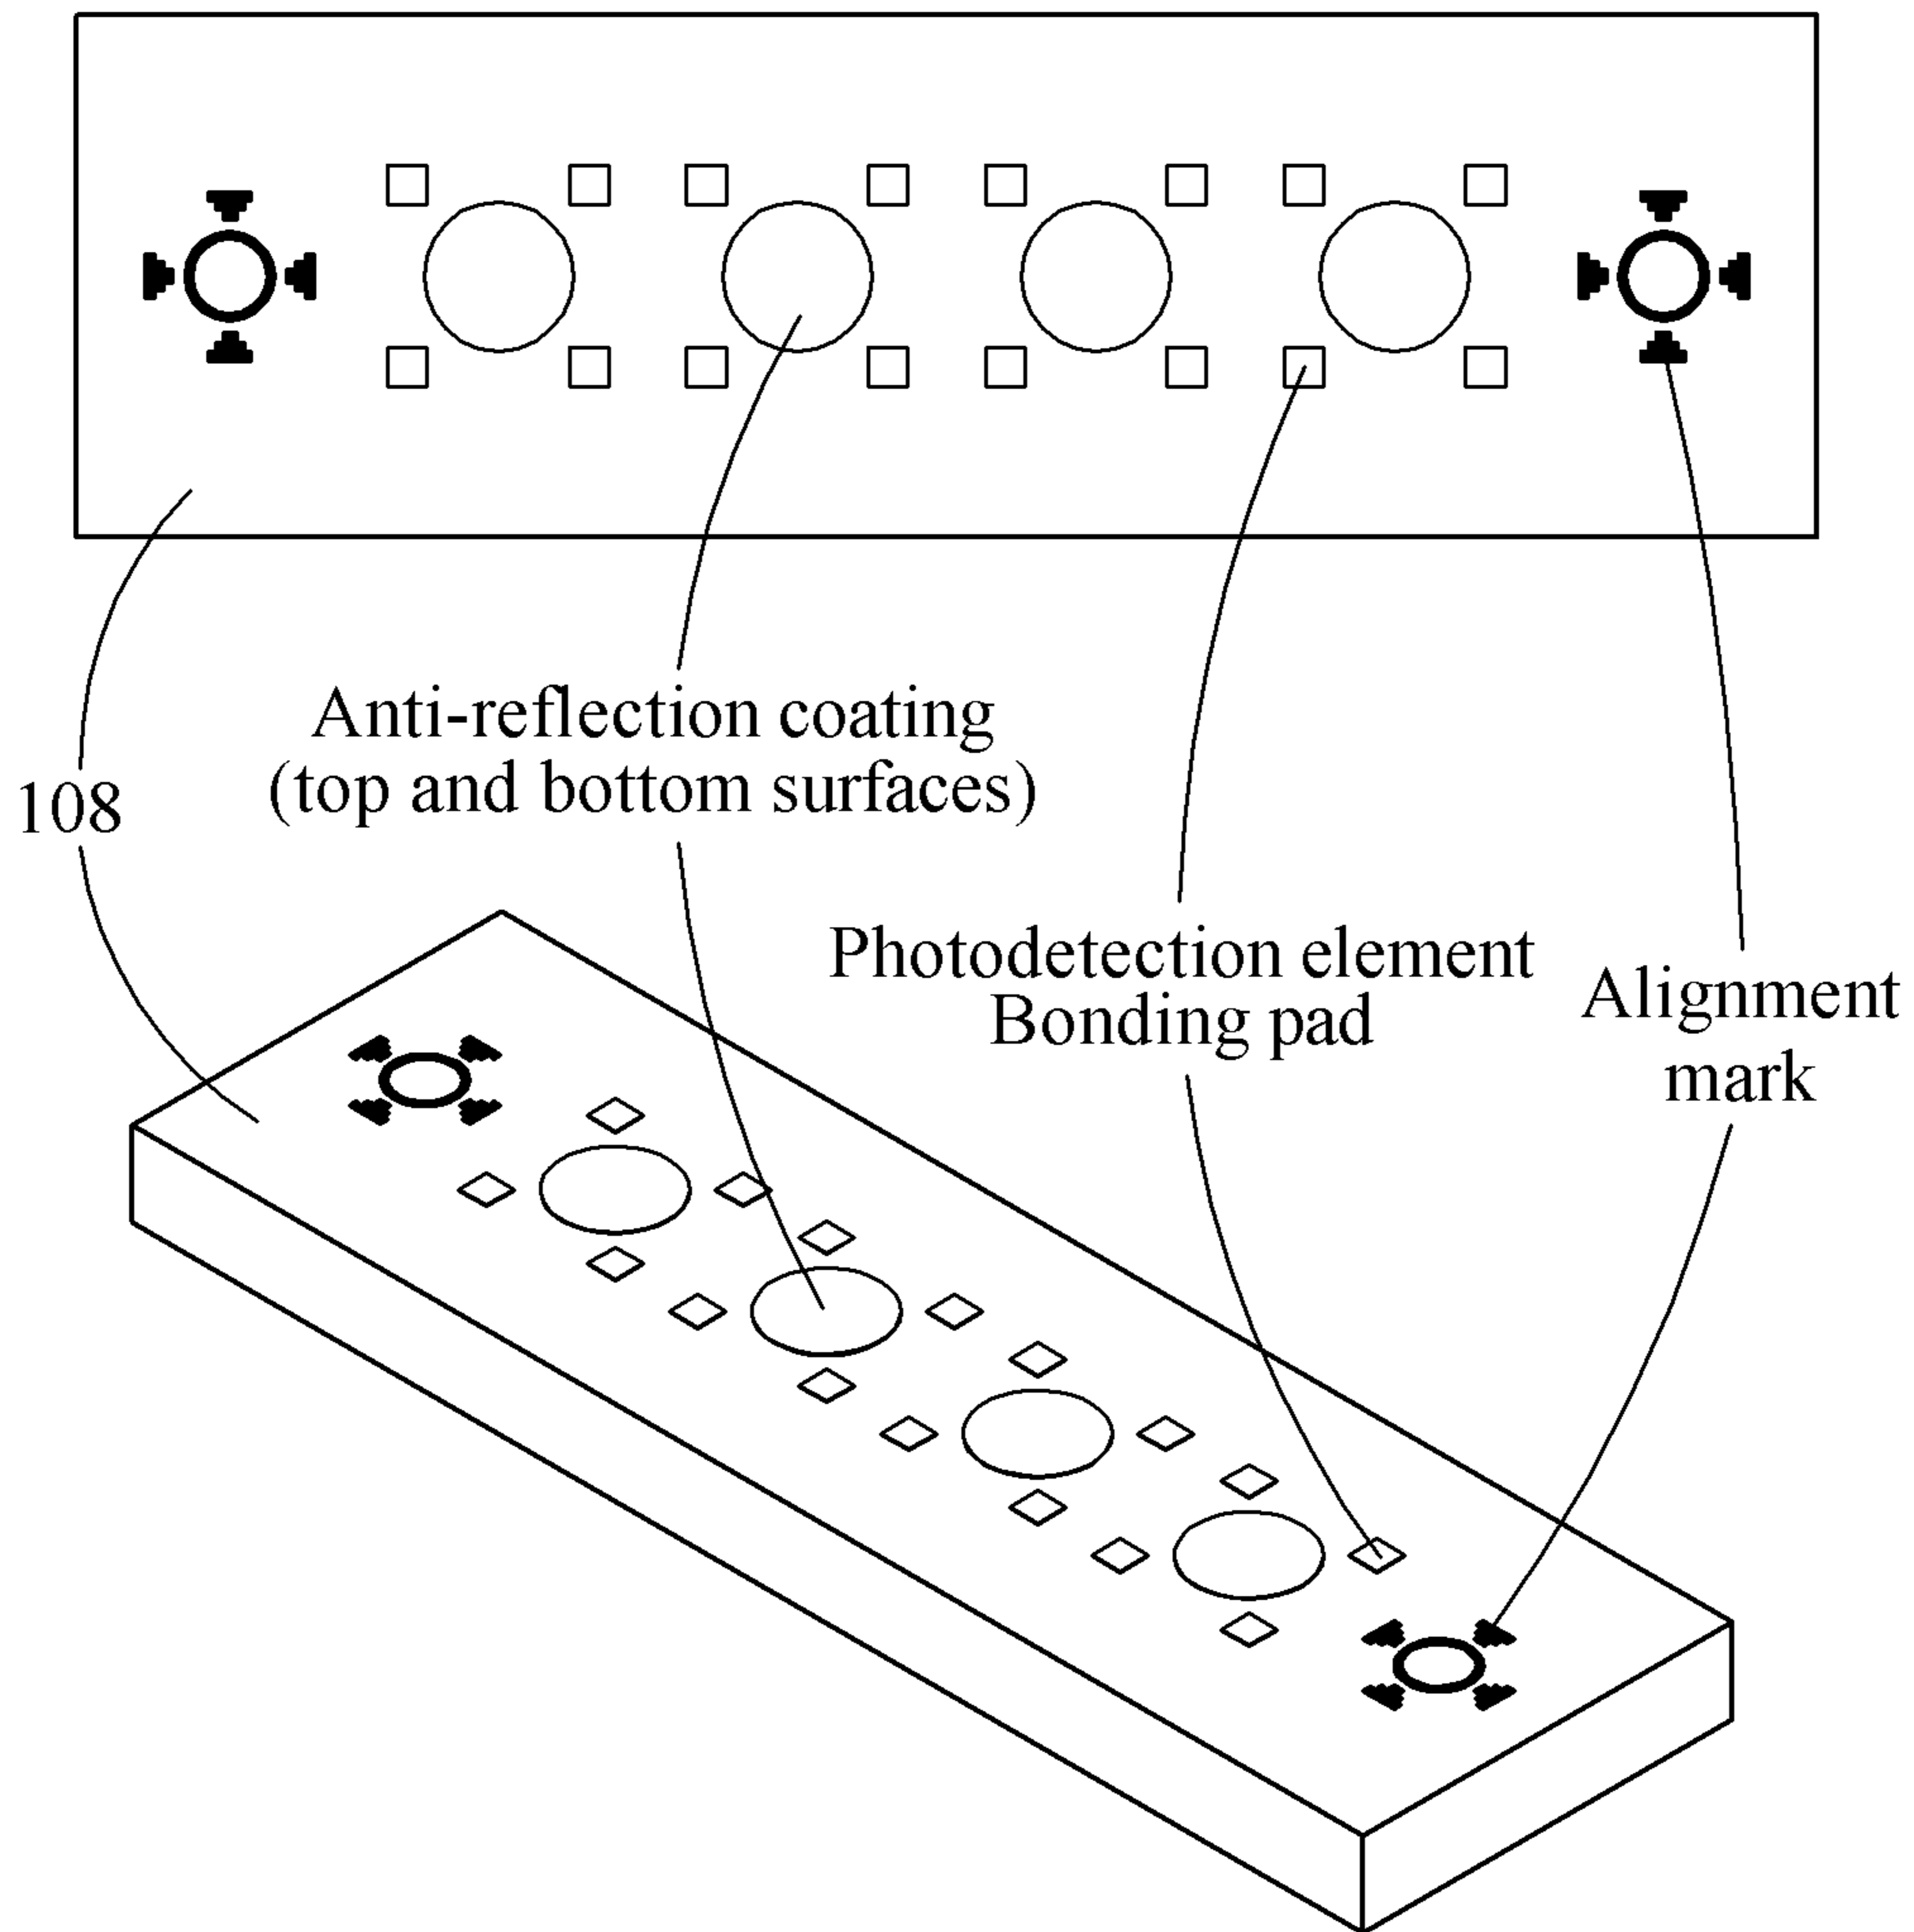 Anti-reflection coating
(top and bottom surfaces)
108
Photodetection element
Bonding pad
Alignment
mark